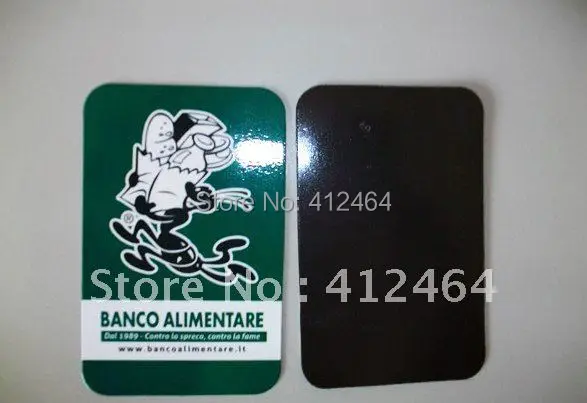 ®
Store No: 412464
Store No: 412464
BANCO ALIMENTARE
Dal 1989 - Contro lo spreco, contro la fame
www.bancoalimentare.it